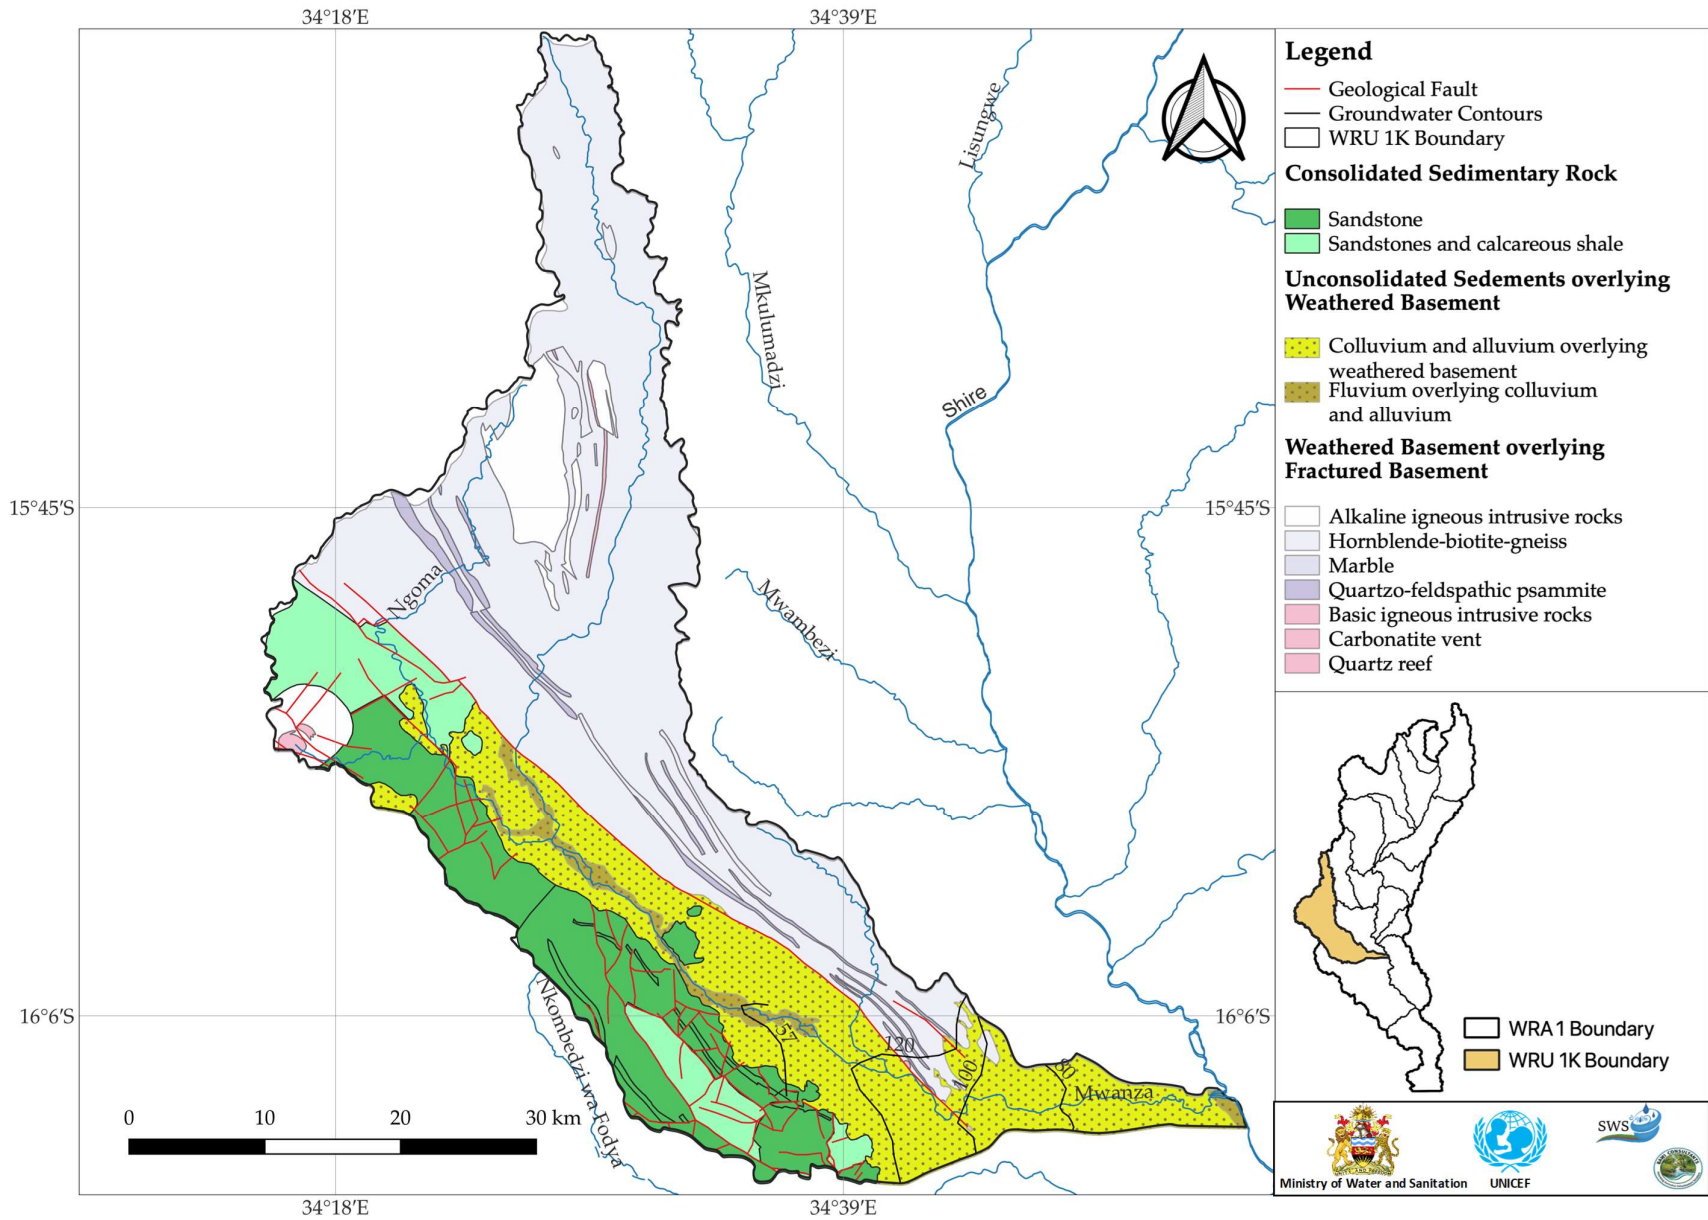 34°18′E
34°39′E
Lisungwe
Mkulumadzi
Shire
15°45′S
15°45′S
Ngoma
Mwambezi
Nkombedzi wa Fodya
16°6′S
16°6′S
57
120
100
80
Mwanza
0 10 20 30 km
34°18′E
34°39′E
Legend
Geological Fault
Groundwater Contours
WRU 1K Boundary
Consolidated Sedimentary Rock
Sandstone
Sandstones and calcareous shale
Unconsolidated Sedements overlying
Weathered Basement
Colluvium and alluvium overlying
weathered basement
Fluvium overlying colluvium
and alluvium
Weathered Basement overlying
Fractured Basement
Alkaline igneous intrusive rocks
Hornblende-biotite-gneiss
Marble
Quartzo-feldspathic psammite
Basic igneous intrusive rocks
Carbonatite vent
Quartz reef
WRA 1 Boundary
WRU 1K Boundary
Ministry of Water and Sanitation
UNICEF
SWS